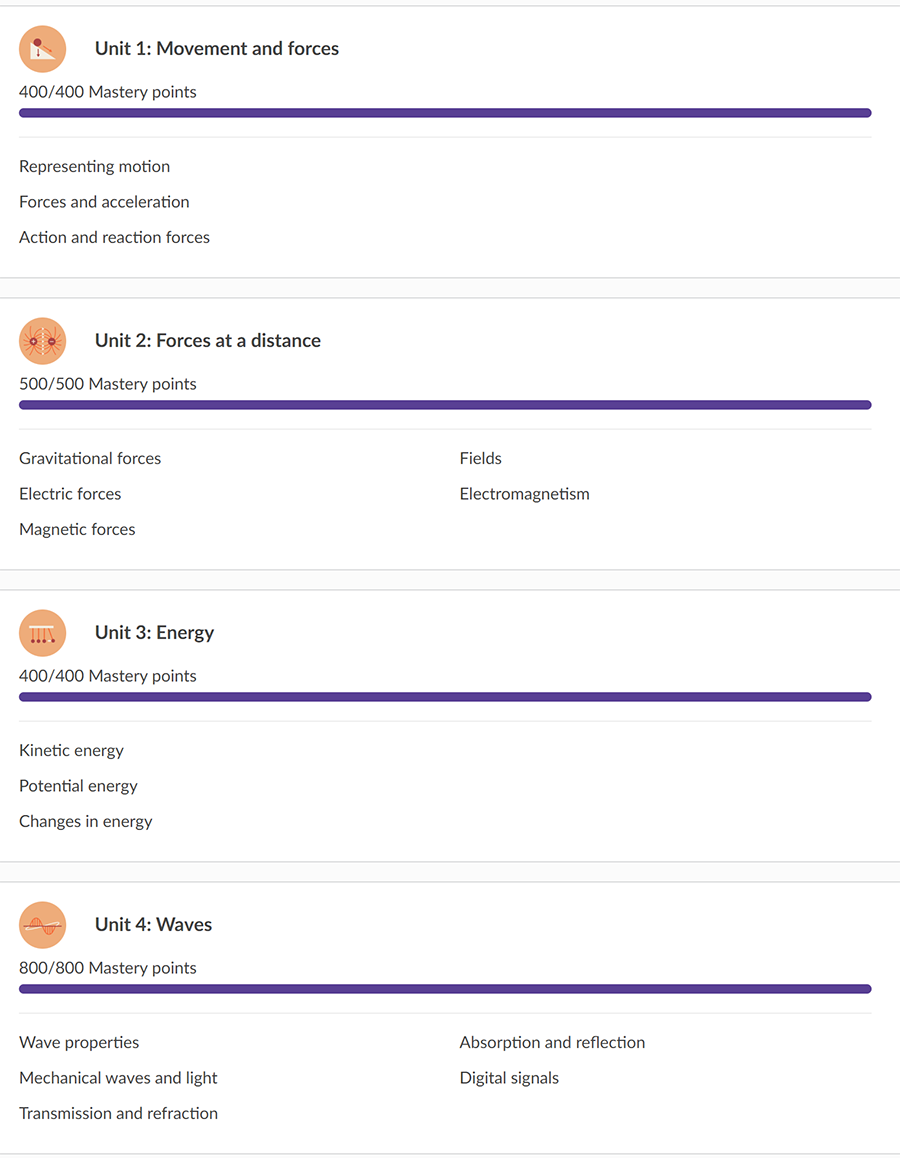 Unit 1: Movement and forces
400/400 Mastery points
Representing motion
Forces and acceleration
Action and reaction forces
Unit 2: Forces at a distance
500/500 Mastery points
Gravitational forces
Electric forces
Magnetic forces
Fields
Electromagnetism
Unit 3: Energy
400/400 Mastery points
Kinetic energy
Potential energy
Changes in energy
Unit 4: Waves
800/800 Mastery points
Wave properties
Mechanical waves and light
Transmission and refraction
Absorption and reflection
Digital signals